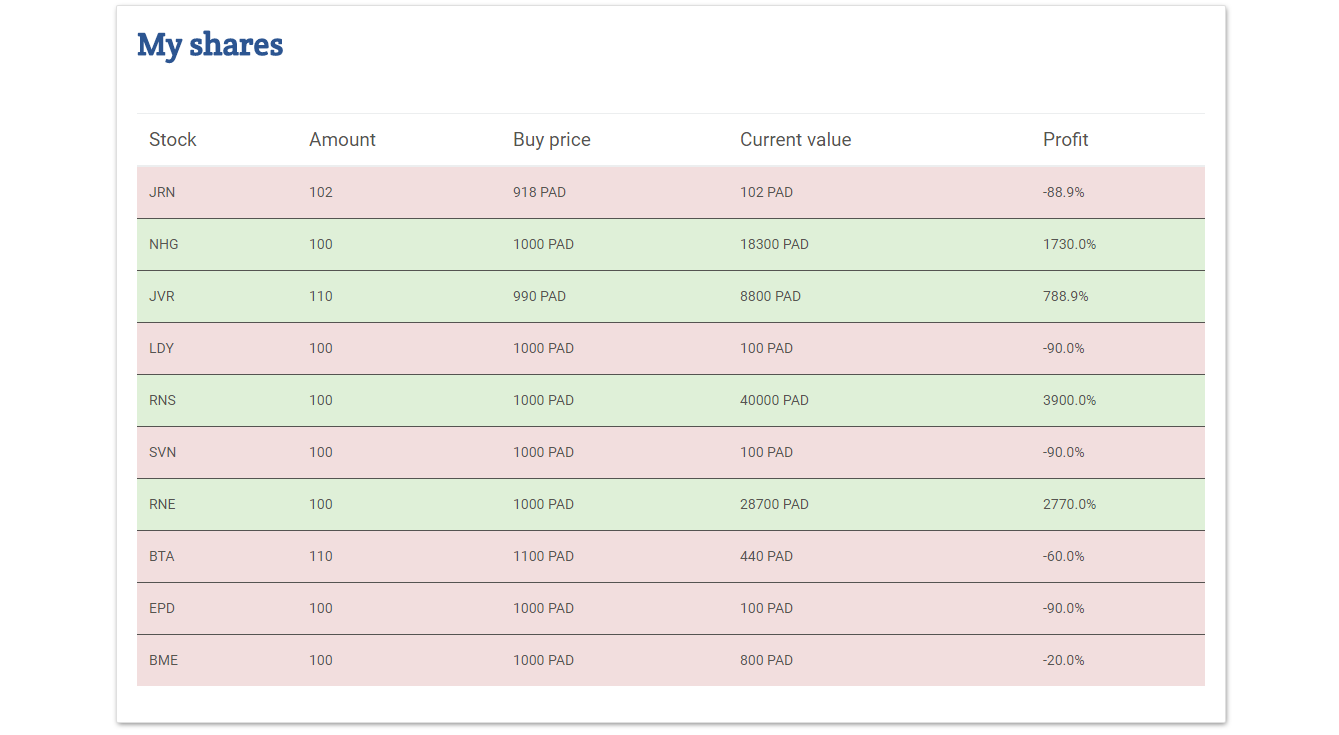 My shares
Stock Amount Buy price Current value Profit
JRN 102 918 PAD 102 PAD -88.9%
NHG 100 1000 PAD 18300 PAD 1730.0%
JVR 110 990 PAD 8800 PAD 788.9%
LDY 100 1000 PAD 100 PAD -90.0%
RNS 100 1000 PAD 40000 PAD 3900.0%
SVN 100 1000 PAD 100 PAD -90.0%
RNE 100 1000 PAD 28700 PAD 2770.0%
BTA 110 1100 PAD 440 PAD -60.0%
EPD 100 1000 PAD 100 PAD -90.0%
BME 100 1000 PAD 800 PAD -20.0%